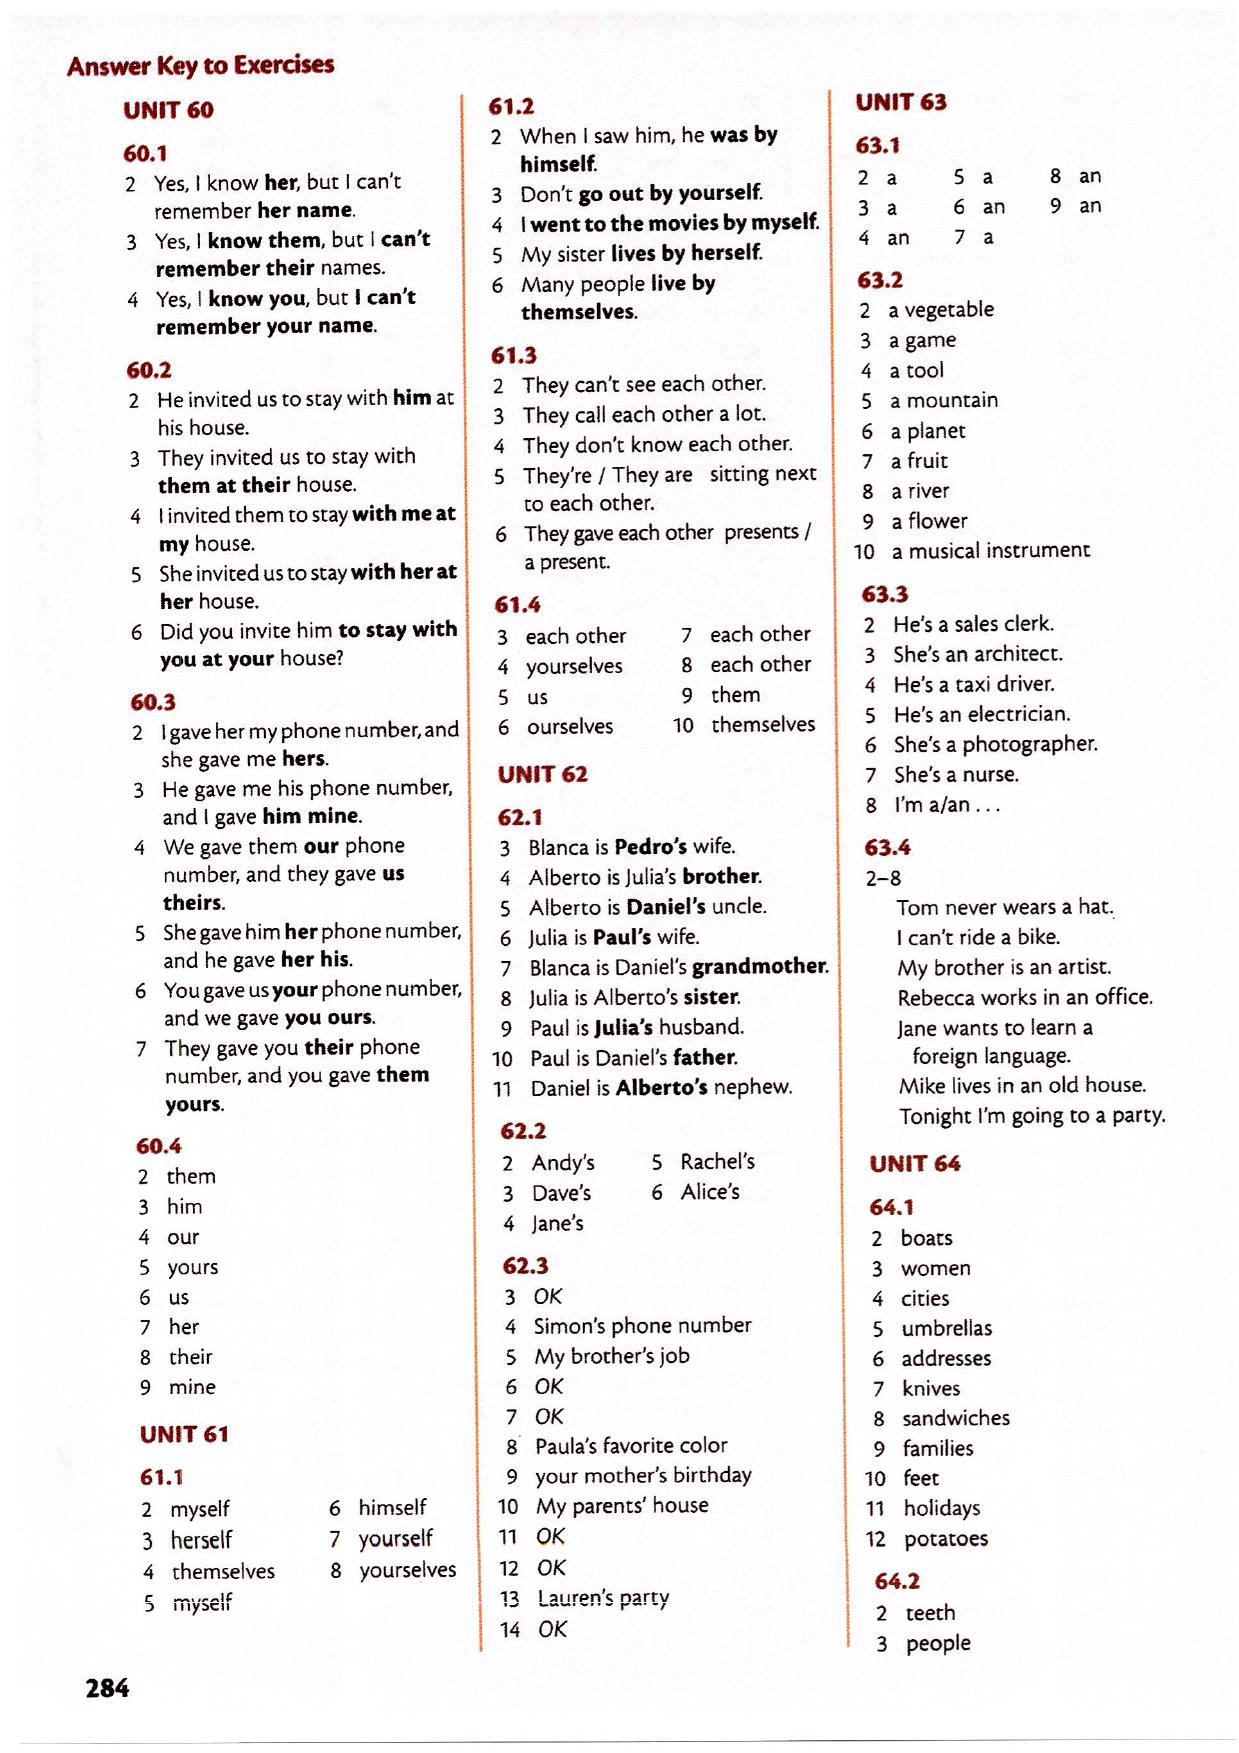 Answer Key to Exercises
UNIT 60
60.1
2 Yes, I know her, but I can't
remember her name.
3 Yes, I know them, but I can't
remember their names.
4 Yes, I know you, but I can't
remember your name.
60.2
2 He invited us to stay with him at
his house.
3 They invited us to stay with
them at their house.
4 I invited them to stay with me at
my house.
5 She invited us to stay with her at
her house.
6 Did you invite him to stay with
you at your house?
60.3
2 I gave her my phone number, and
she gave me hers.
3 He gave me his phone number,
and I gave him mine.
4 We gave them our phone
number, and they gave us
theirs.
5 She gave him her phone number,
and he gave her his.
6 You gave us your phone number,
and we gave you ours.
7 They gave you their phone
number, and you gave them
yours.
60.4
2 them
3 him
4 our
5 yours
6 us
7 her
8 their
9 mine
UNIT 61
61.1
2 myself 6 himself
3 herself 7 yourself
4 themselves 8 yourselves
5 myself
61.2
2 When I saw him, he was by
himself.
3 Don't go out by yourself.
4 I went to the movies by myself.
5 My sister lives by herself.
6 Many people live by
themselves.
61.3
2 They can't see each other.
3 They call each other a lot.
4 They don't know each other.
5 They're / They are sitting next
to each other.
6 They gave each other presents /
a present.
61.4
3 each other 7 each other
4 yourselves 8 each other
5 us 9 them
6 ourselves 10 themselves
UNIT 62
62.1
3 Blanca is Pedro's wife.
4 Alberto is Julia's brother.
5 Alberto is Daniel's uncle.
6 Julia is Paul's wife.
7 Blanca is Daniel's grandmother.
8 Julia is Alberto's sister.
9 Paul is Julia's husband.
10 Paul is Daniel's father.
11 Daniel is Alberto's nephew.
62.2
2 Andy's 5 Rachel's
3 Dave's 6 Alice's
4 Jane's
62.3
3 OK
4 Simon's phone number
5 My brother's job
6 OK
7 OK
8 Paula's favorite color
9 your mother's birthday
10 My parents' house
11 OK
12 OK
13 Lauren's party
14 OK
UNIT 63
63.1
2 a 5 a 8 an
3 a 6 an 9 an
4 an 7 a
63.2
2 a vegetable
3 a game
4 a tool
5 a mountain
6 a planet
7 a fruit
8 a river
9 a flower
10 a musical instrument
63.3
2 He's a sales clerk.
3 She's an architect.
4 He's a taxi driver.
5 He's an electrician.
6 She's a photographer.
7 She's a nurse.
8 I'm a/an . . .
63.4
2–8
Tom never wears a hat.
I can't ride a bike.
My brother is an artist.
Rebecca works in an office.
Jane wants to learn a
foreign language.
Mike lives in an old house.
Tonight I'm going to a party.
UNIT 64
64.1
2 boats
3 women
4 cities
5 umbrellas
6 addresses
7 knives
8 sandwiches
9 families
10 feet
11 holidays
12 potatoes
64.2
2 teeth
3 people
284